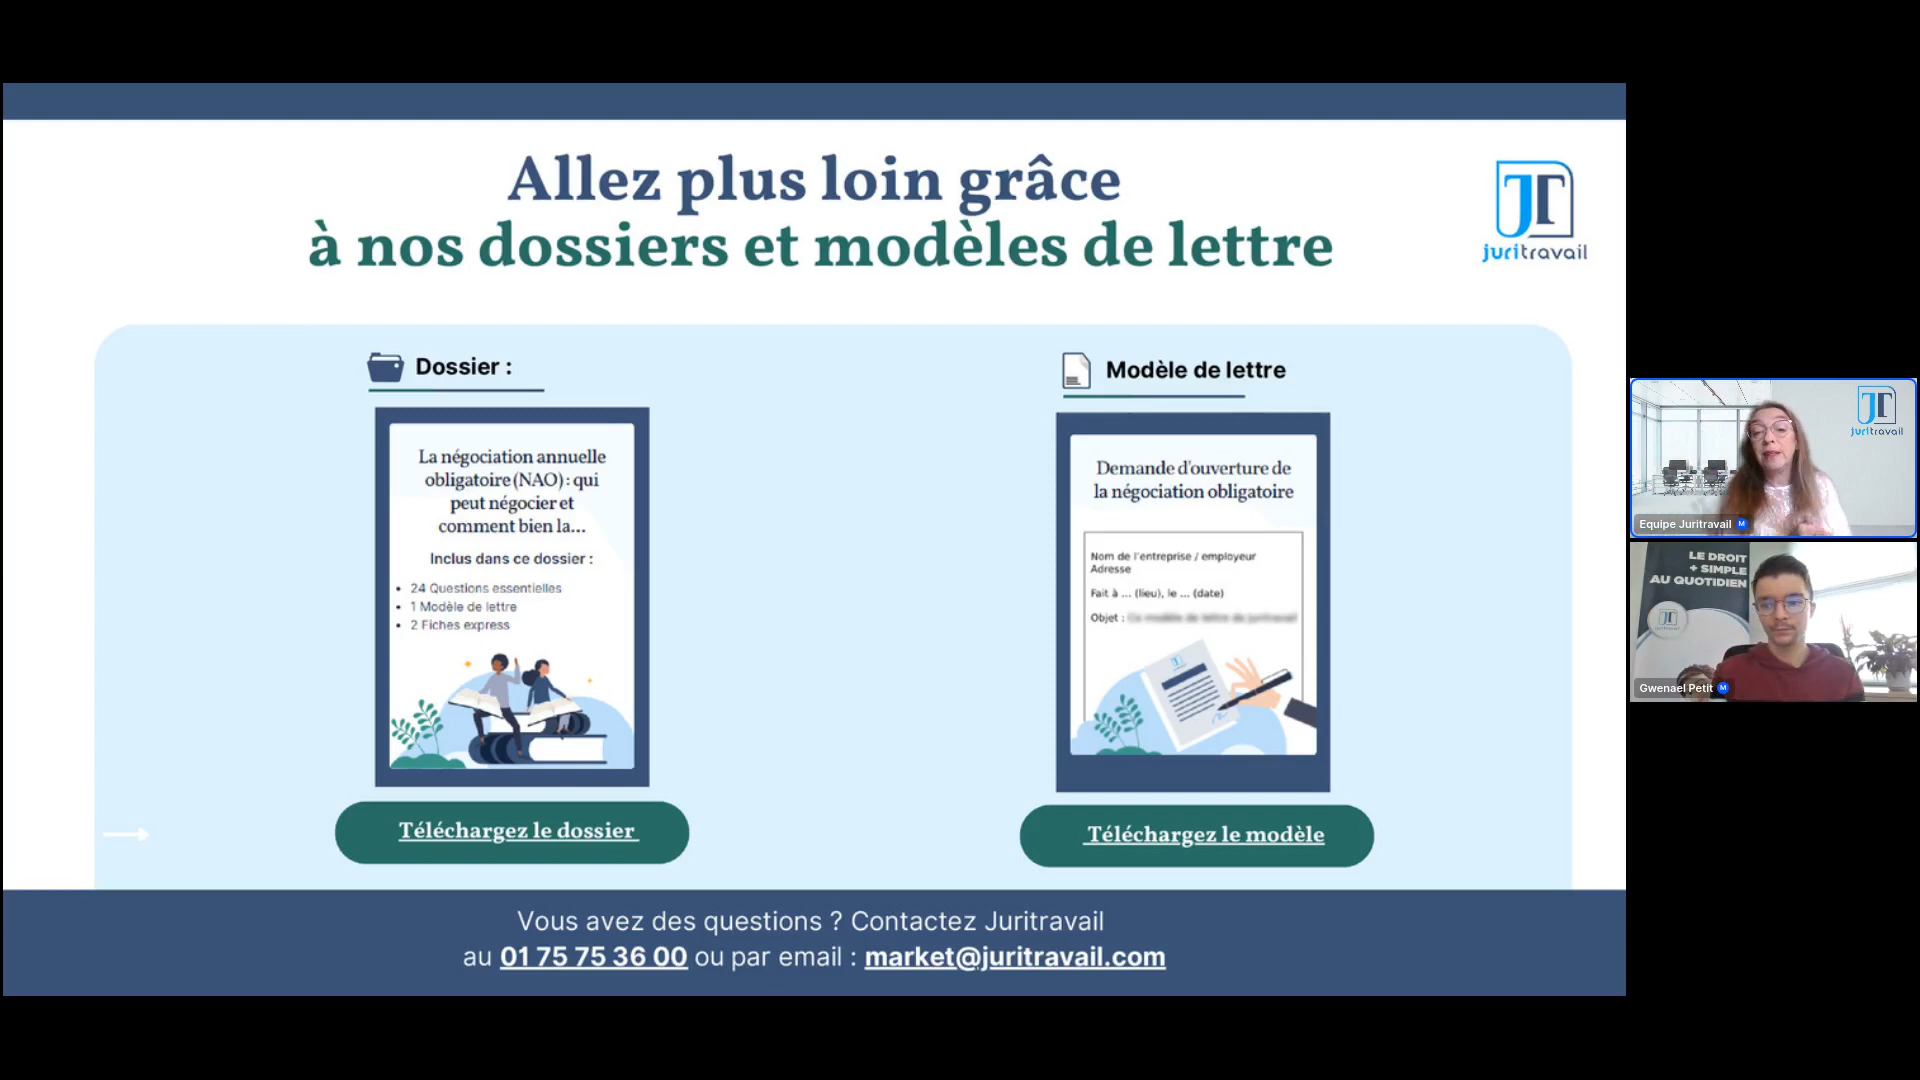 Allez plus loin grâce
à nos dossiers et modèles de lettre
juritravail
Dossier :
La négociation annuelle
obligatoire (NAO) : qui
peut négocier et
comment bien la...
Inclus dans ce dossier :
• 24 Questions essentielles
• 1 Modèle de lettre
• 2 Fiches express
Téléchargez le dossier
Modèle de lettre
Demande d'ouverture de
la négociation obligatoire
Nom de l'entreprise / employeur
Adresse
Fait à ... (lieu), le ... (date)
Objet :
Téléchargez le modèle
Vous avez des questions ? Contactez Juritravail
au 01 75 75 36 00 ou par email : market@juritravail.com
juritravail
Equipe Juritravail M
LE DROIT
+ SIMPLE
AU QUOTIDIEN
juritravail
Gwenael Petit M